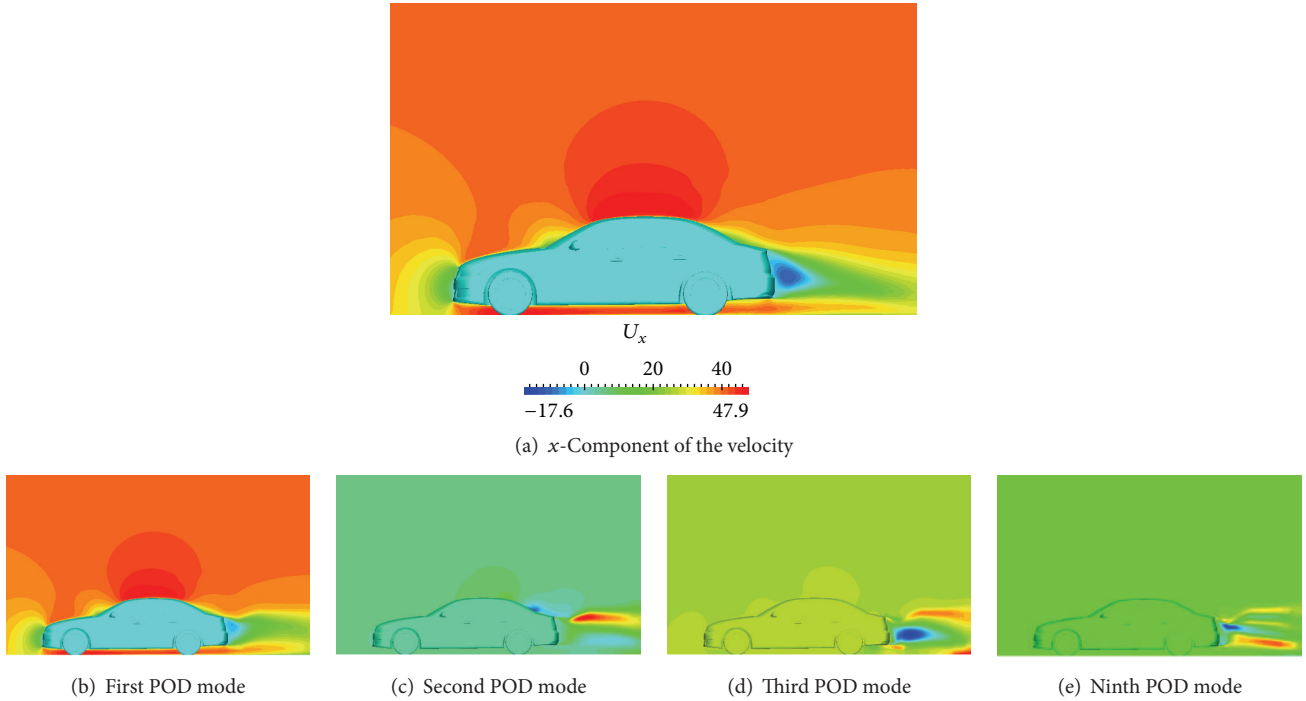 U_x
0 20 40
−17.6 47.9
(a) x-Component of the velocity
(b) First POD mode
(c) Second POD mode
(d) Third POD mode
(e) Ninth POD mode